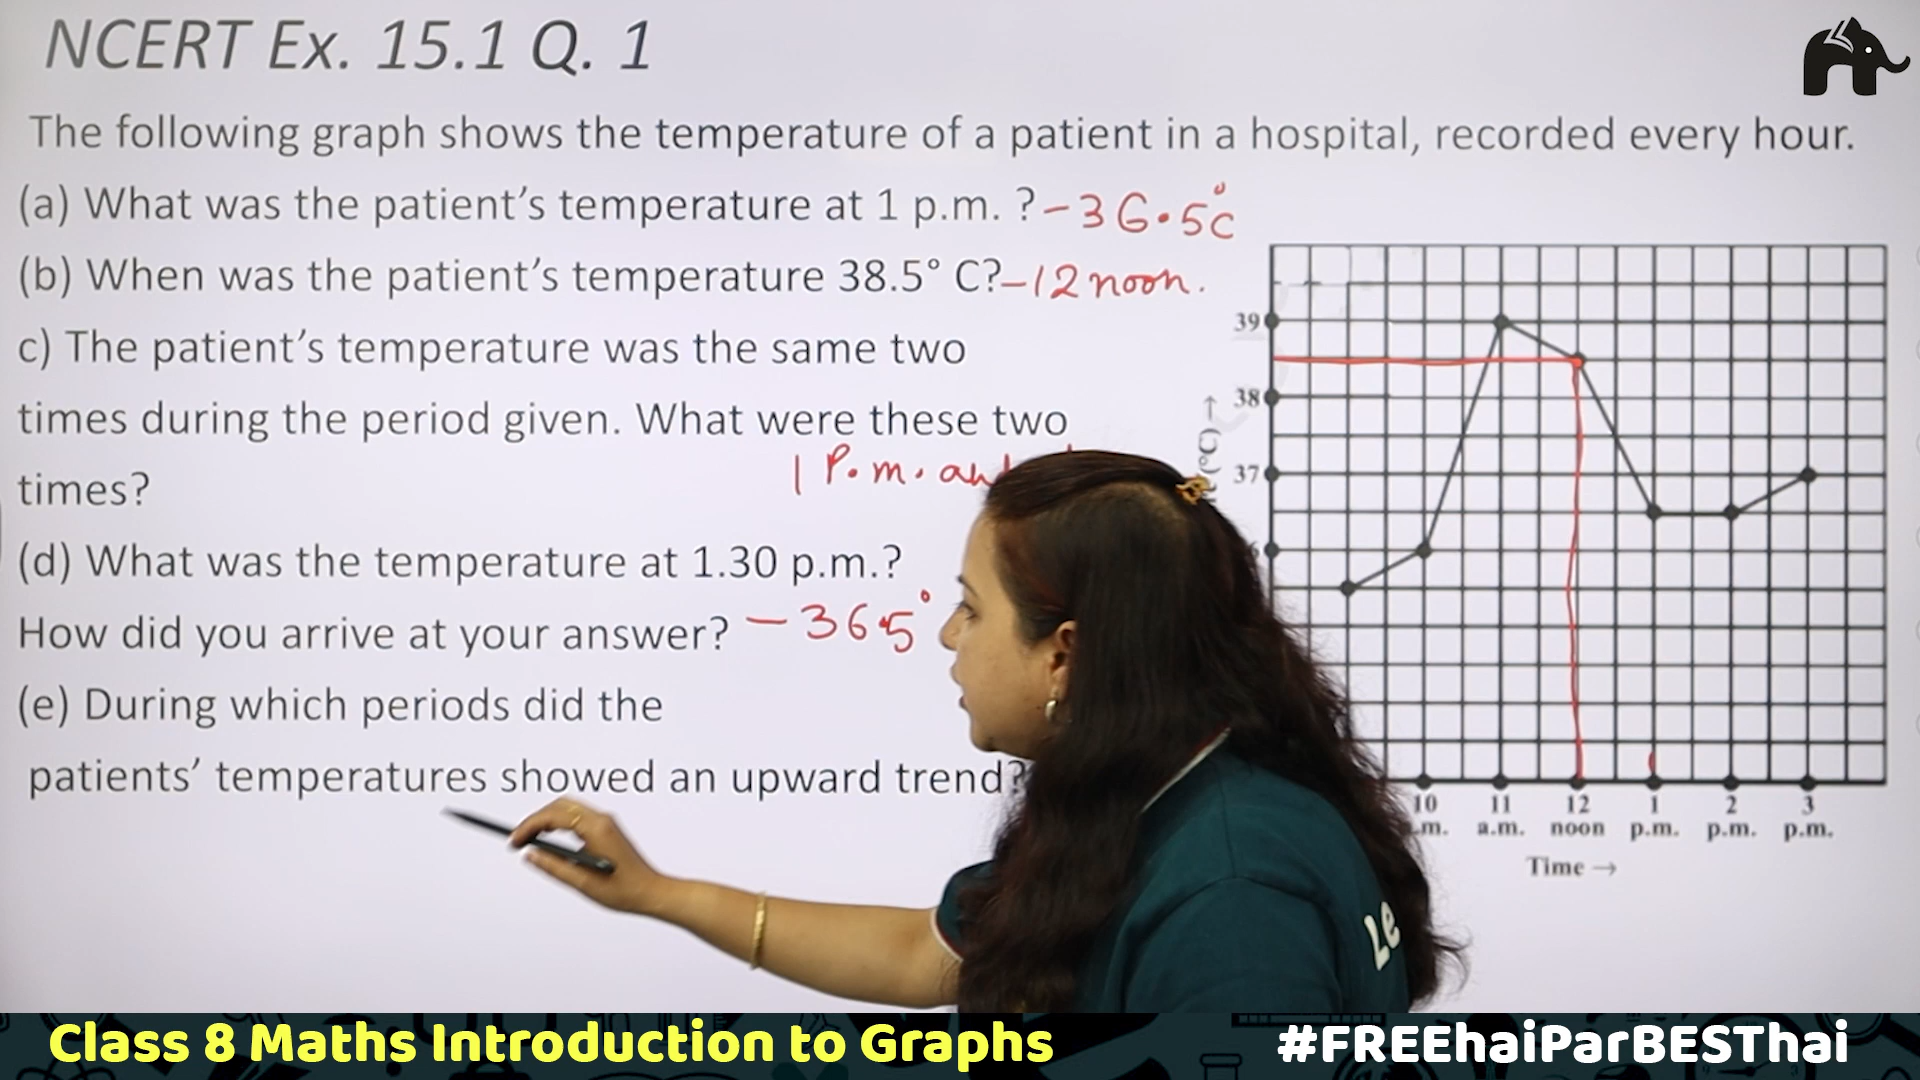 NCERT Ex. 15.1 Q. 1
The following graph shows the temperature of a patient in a hospital, recorded every hour.
(a) What was the patient's temperature at 1 p.m. ? - 36.5°C
(b) When was the patient's temperature 38.5° C? - 12 noon.
c) The patient's temperature was the same two
times during the period given. What were these two
times?
1 P.m.
(d) What was the temperature at 1.30 p.m.?
How did you arrive at your answer? - 36.5°
(e) During which periods did the
patients' temperatures showed an upward trend?
39
38
37
(°C) →
10 11 12 1 2 3
a.m. noon p.m. p.m. p.m.
Time →
Le
Class 8 Maths Introduction to Graphs
#FREEhaiParBESThai